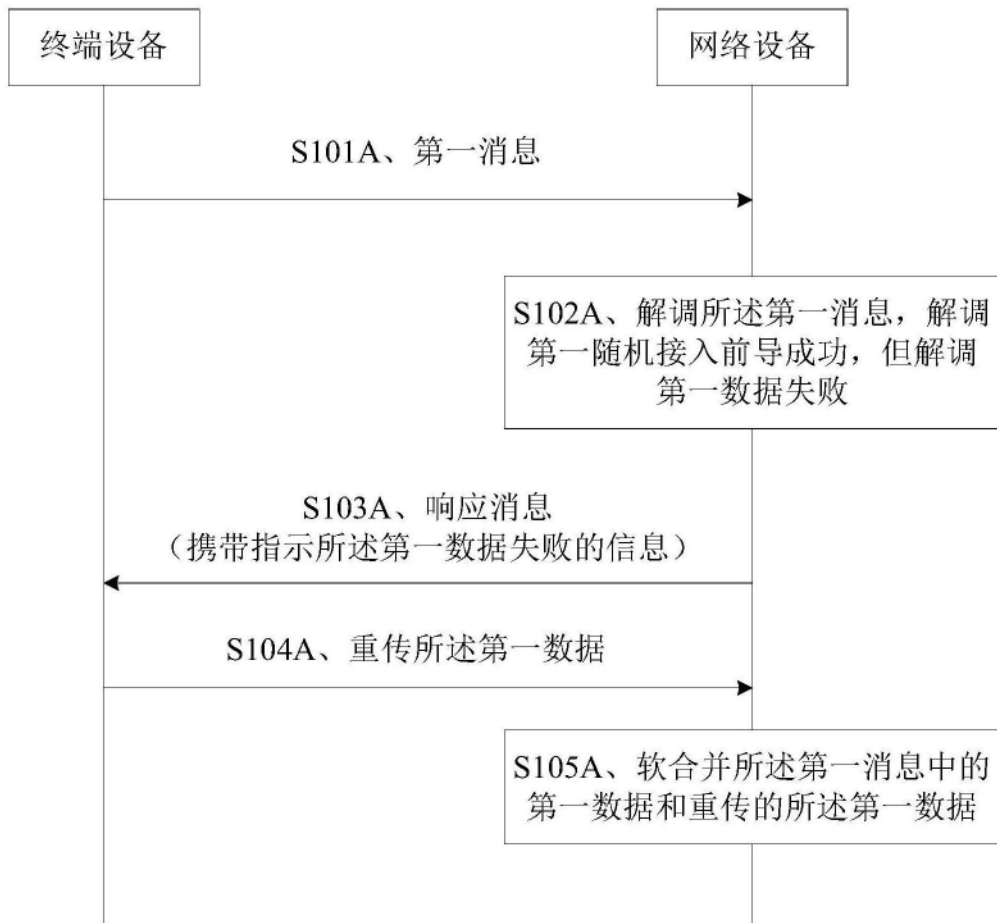 终端设备
网络设备
S101A、第一消息
S102A、解调所述第一消息，解调
第一随机接入前导成功，但解调
第一数据失败
S103A、响应消息
（携带指示所述第一数据失败的信息）
S104A、重传所述第一数据
S105A、软合并所述第一消息中的
第一数据和重传的所述第一数据